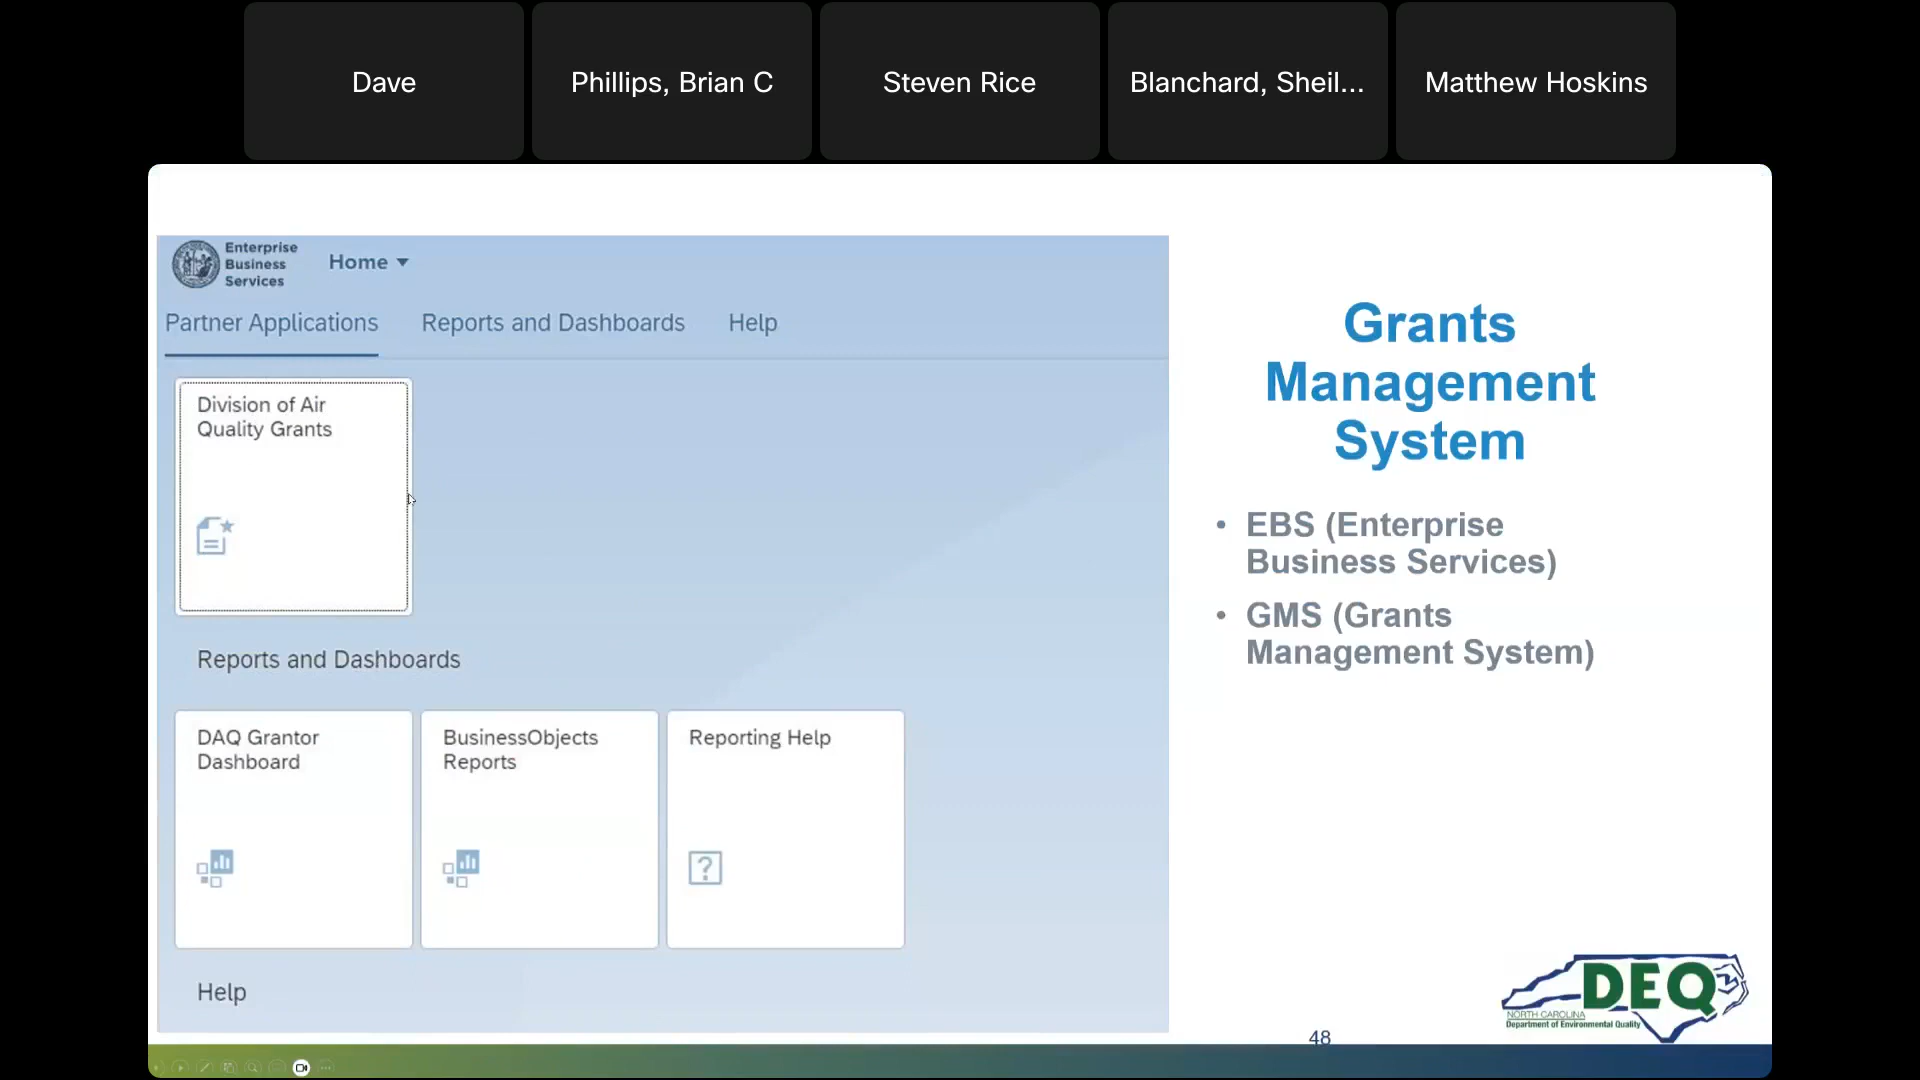 Dave
Phillips, Brian C
Steven Rice
Blanchard, Sheil...
Matthew Hoskins
Enterprise
Business
Services
Home
Partner Applications
Reports and Dashboards
Help
Division of Air
Quality Grants
Reports and Dashboards
DAQ Grantor
Dashboard
BusinessObjects
Reports
Reporting Help
?
Help
Grants
Management
System
• EBS (Enterprise
Business Services)
• GMS (Grants
Management System)
DEQ
NORTH CAROLINA
Department of Environmental Quality
48